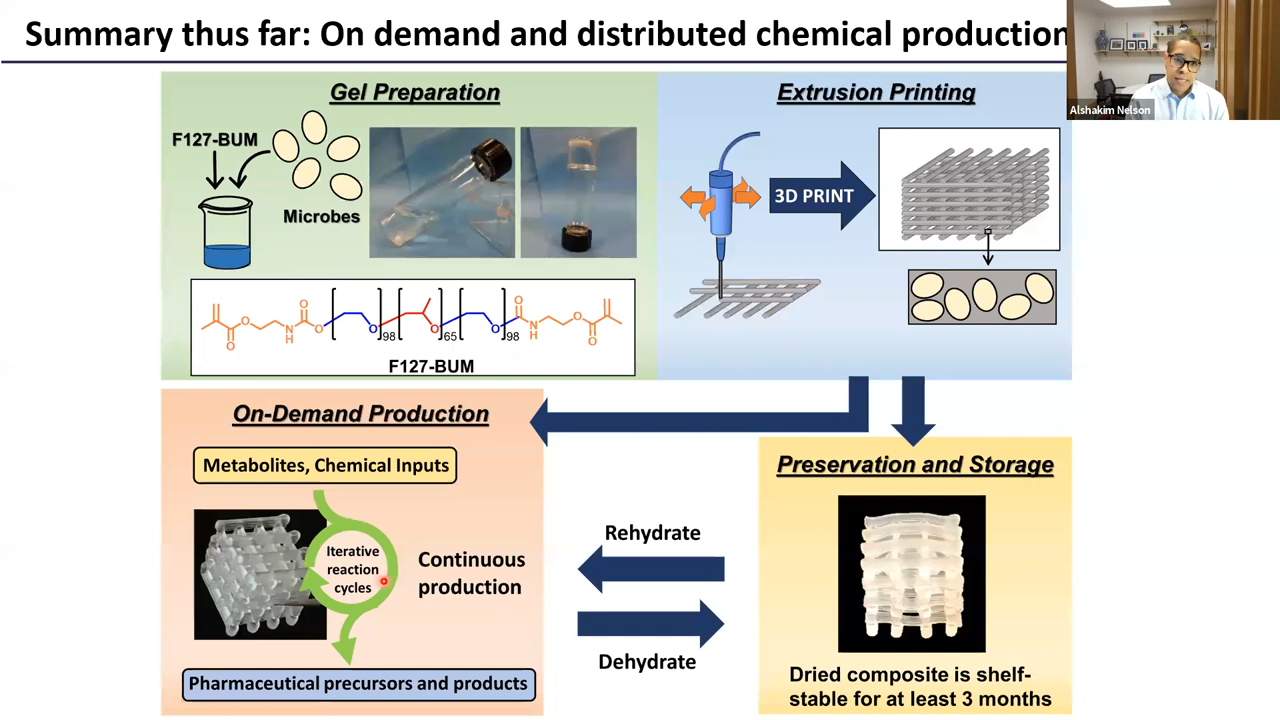 Summary thus far: On demand and distributed chemical production
Alshakim Nelson
Gel Preparation
F127-BUM
Microbes
O
O
N
H
O
O
O
98
O
65
O
98
O
N
H
O
O
F127-BUM
Extrusion Printing
3D PRINT
On-Demand Production
Metabolites, Chemical Inputs
Iterative
reaction
cycles
Continuous
production
Pharmaceutical precursors and products
Rehydrate
Dehydrate
Preservation and Storage
Dried composite is shelf-
stable for at least 3 months